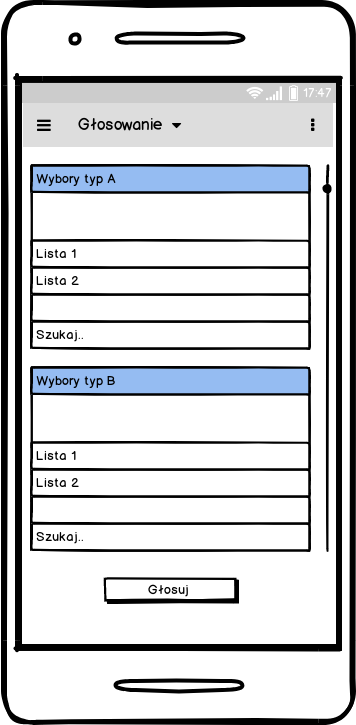 17:47
Głosowanie
Wybory typ A
Lista 1
Lista 2
Szukaj..
Wybory typ B
Lista 1
Lista 2
Szukaj..
Głosuj